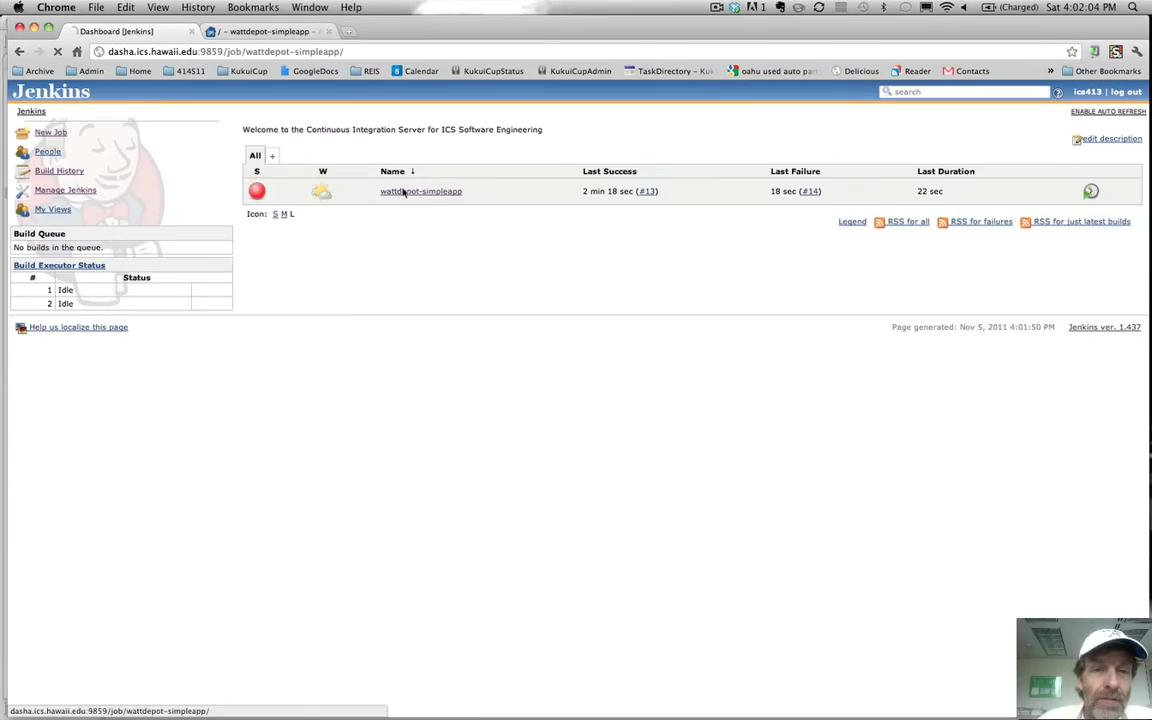 Chrome File Edit View History Bookmarks Window Help 1 (Charged) Sat 4:02:04 PM
Dashboard [Jenkins] / - wattdepot-simpleapp -
dasha.ics.hawaii.edu:9859/job/wattdepot-simpleapp/
Archive Admin Home 414511 KukuiCup GoogleDocs REIS 6 Calendar KukuiCupStatus KukuiCupAdmin TaskDirectory - Kuk oahu used auto part Delicious Reader Contacts » Other Bookmarks
Jenkins search ics413 | log out
Jenkins ENABLE AUTO REFRESH
New Job
People
Build History
Manage Jenkins
My Views
Build Queue
No builds in the queue.
Build Executor Status
# Status
1 Idle
2 Idle
Welcome to the Continuous Integration Server for ICS Software Engineering
edit description
All +
S W Name ↓ Last Success Last Failure Last Duration
wattdepot-simpleapp 2 min 18 sec (#13) 18 sec (#14) 22 sec
Icon: S M L
Legend RSS for all RSS for failures RSS for just latest builds
Help us localize this page Page generated: Nov 5, 2011 4:01:50 PM Jenkins ver. 1.437
dasha.ics.hawaii.edu:9859/job/wattdepot-simpleapp/